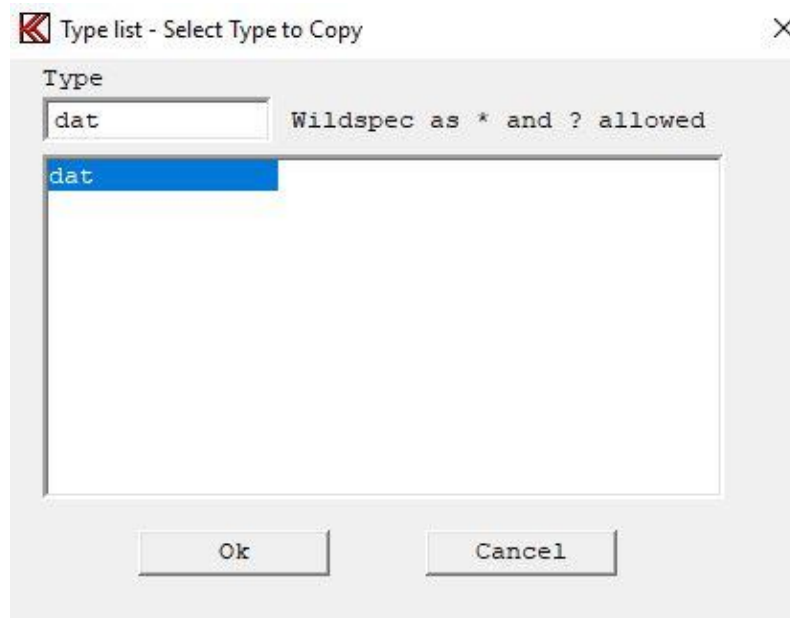 Type list - Select Type to Copy
Type
dat Wildspec as * and ? allowed
dat
Ok Cancel